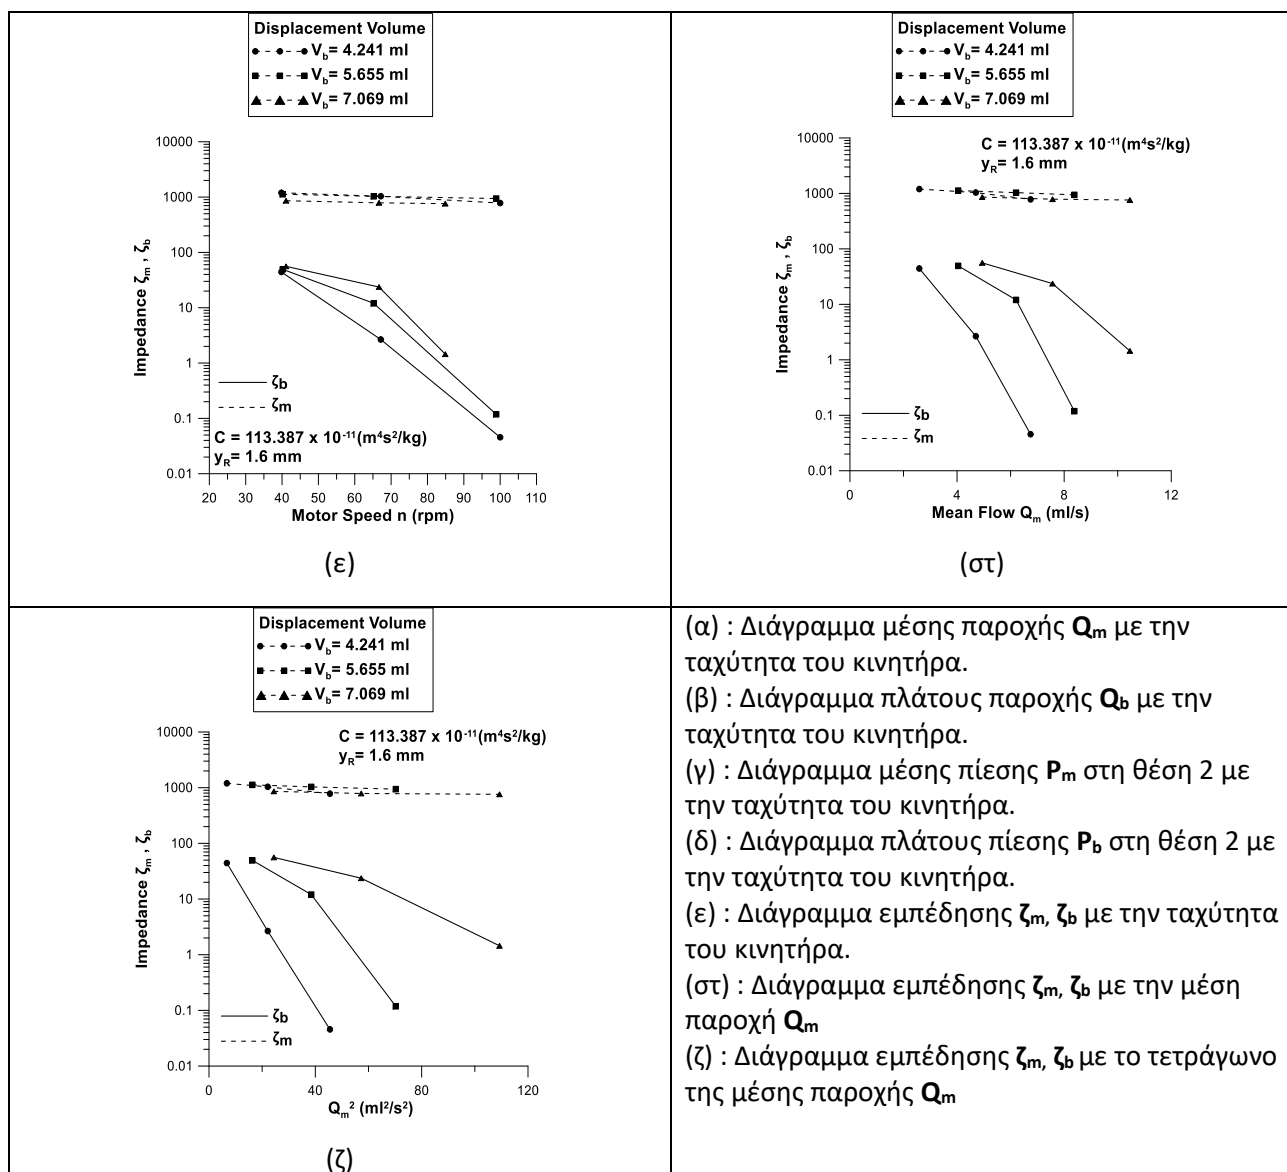 Displacement Volume
V_b= 4.241 ml
V_b= 5.655 ml
V_b= 7.069 ml
10000
1000
100
10
1
0.1
0.01
Impedance ζ_m , ζ_b
ζ_b
ζ_m
C = 113.387 x 10^-11(m^4s^2/kg)
y_R= 1.6 mm
20 30 40 50 60 70 80 90 100 110
Motor Speed n (rpm)
(ε)
Displacement Volume
V_b= 4.241 ml
V_b= 5.655 ml
V_b= 7.069 ml
C = 113.387 x 10^-11(m^4s^2/kg)
y_R= 1.6 mm
10000
1000
100
10
1
0.1
0.01
Impedance ζ_m , ζ_b
ζ_b
ζ_m
0 4 8 12
Mean Flow Q_m (ml/s)
(στ)
Displacement Volume
V_b= 4.241 ml
V_b= 5.655 ml
V_b= 7.069 ml
C = 113.387 x 10^-11(m^4s^2/kg)
y_R= 1.6 mm
10000
1000
100
10
1
0.1
0.01
Impedance ζ_m , ζ_b
ζ_b
ζ_m
0 40 80 120
Q_m^2 (ml^2/s^2)
(ζ)
(α) : Διάγραμμα μέσης παροχής Q_m με την
ταχύτητα του κινητήρα.
(β) : Διάγραμμα πλάτους παροχής Q_b με την
ταχύτητα του κινητήρα.
(γ) : Διάγραμμα μέσης πίεσης P_m στη θέση 2 με
την ταχύτητα του κινητήρα.
(δ) : Διάγραμμα πλάτους πίεσης P_b στη θέση 2 με
την ταχύτητα του κινητήρα.
(ε) : Διάγραμμα εμπέδησης ζ_m, ζ_b με την ταχύτητα
του κινητήρα.
(στ) : Διάγραμμα εμπέδησης ζ_m, ζ_b με την μέση
παροχή Q_m
(ζ) : Διάγραμμα εμπέδησης ζ_m, ζ_b με το τετράγωνο
της μέσης παροχής Q_m